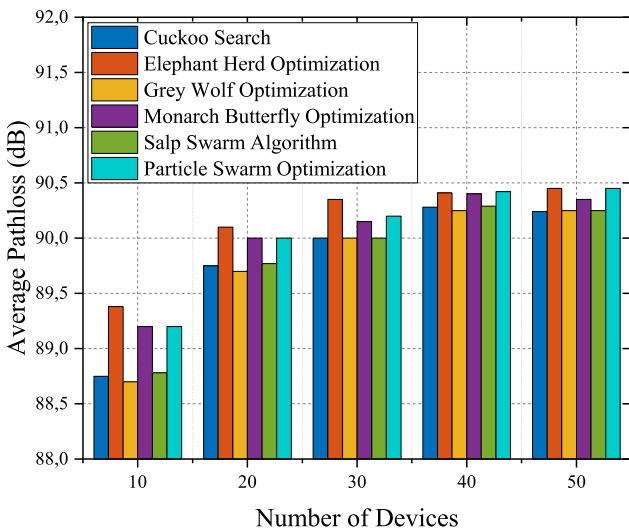 92,0
91,5
91,0
90,5
90,0
89,5
89,0
88,5
88,0
Average Pathloss (dB)
Cuckoo Search
Elephant Herd Optimization
Grey Wolf Optimization
Monarch Butterfly Optimization
Salp Swarm Algorithm
Particle Swarm Optimization
10 20 30 40 50
Number of Devices